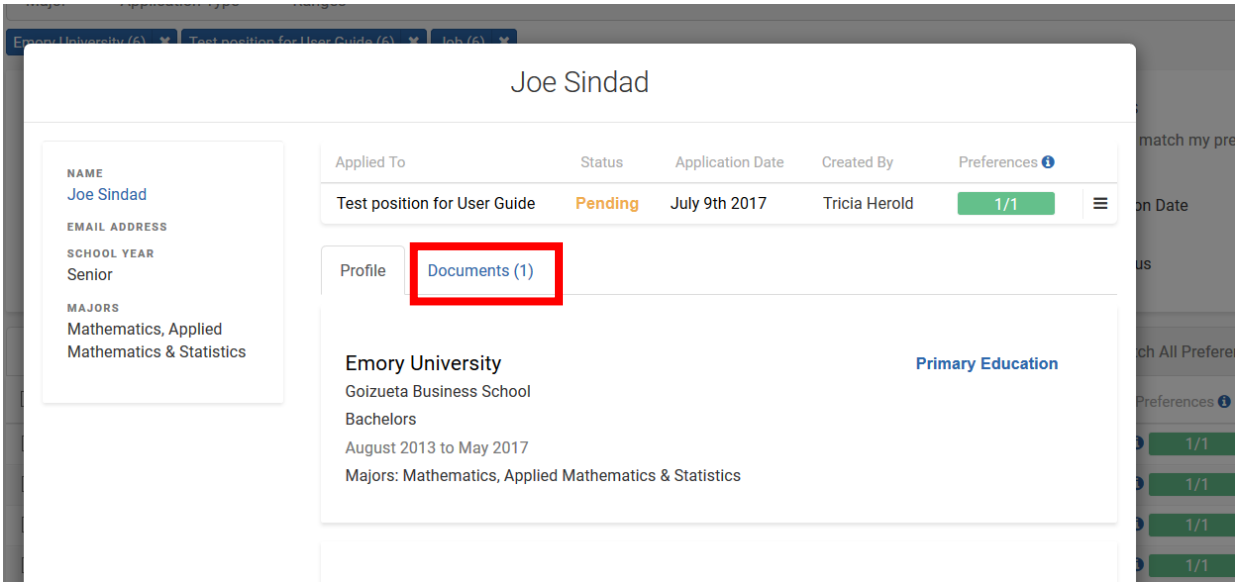 Emory University (6) ✖ Test position for User Guide (6) ✖ Job (6) ✖
Joe Sindad
match my pre
on Date
us
NAME
Joe Sindad
EMAIL ADDRESS
SCHOOL YEAR
Senior
MAJORS
Mathematics, Applied
Mathematics & Statistics
Applied To Status Application Date Created By Preferences
Test position for User Guide Pending July 9th 2017 Tricia Herold 1/1
Profile Documents (1)
Emory University Primary Education
Goizueta Business School
Bachelors
August 2013 to May 2017
Majors: Mathematics, Applied Mathematics & Statistics
tch All Prefere
Preferences
1/1
1/1
1/1
1/1